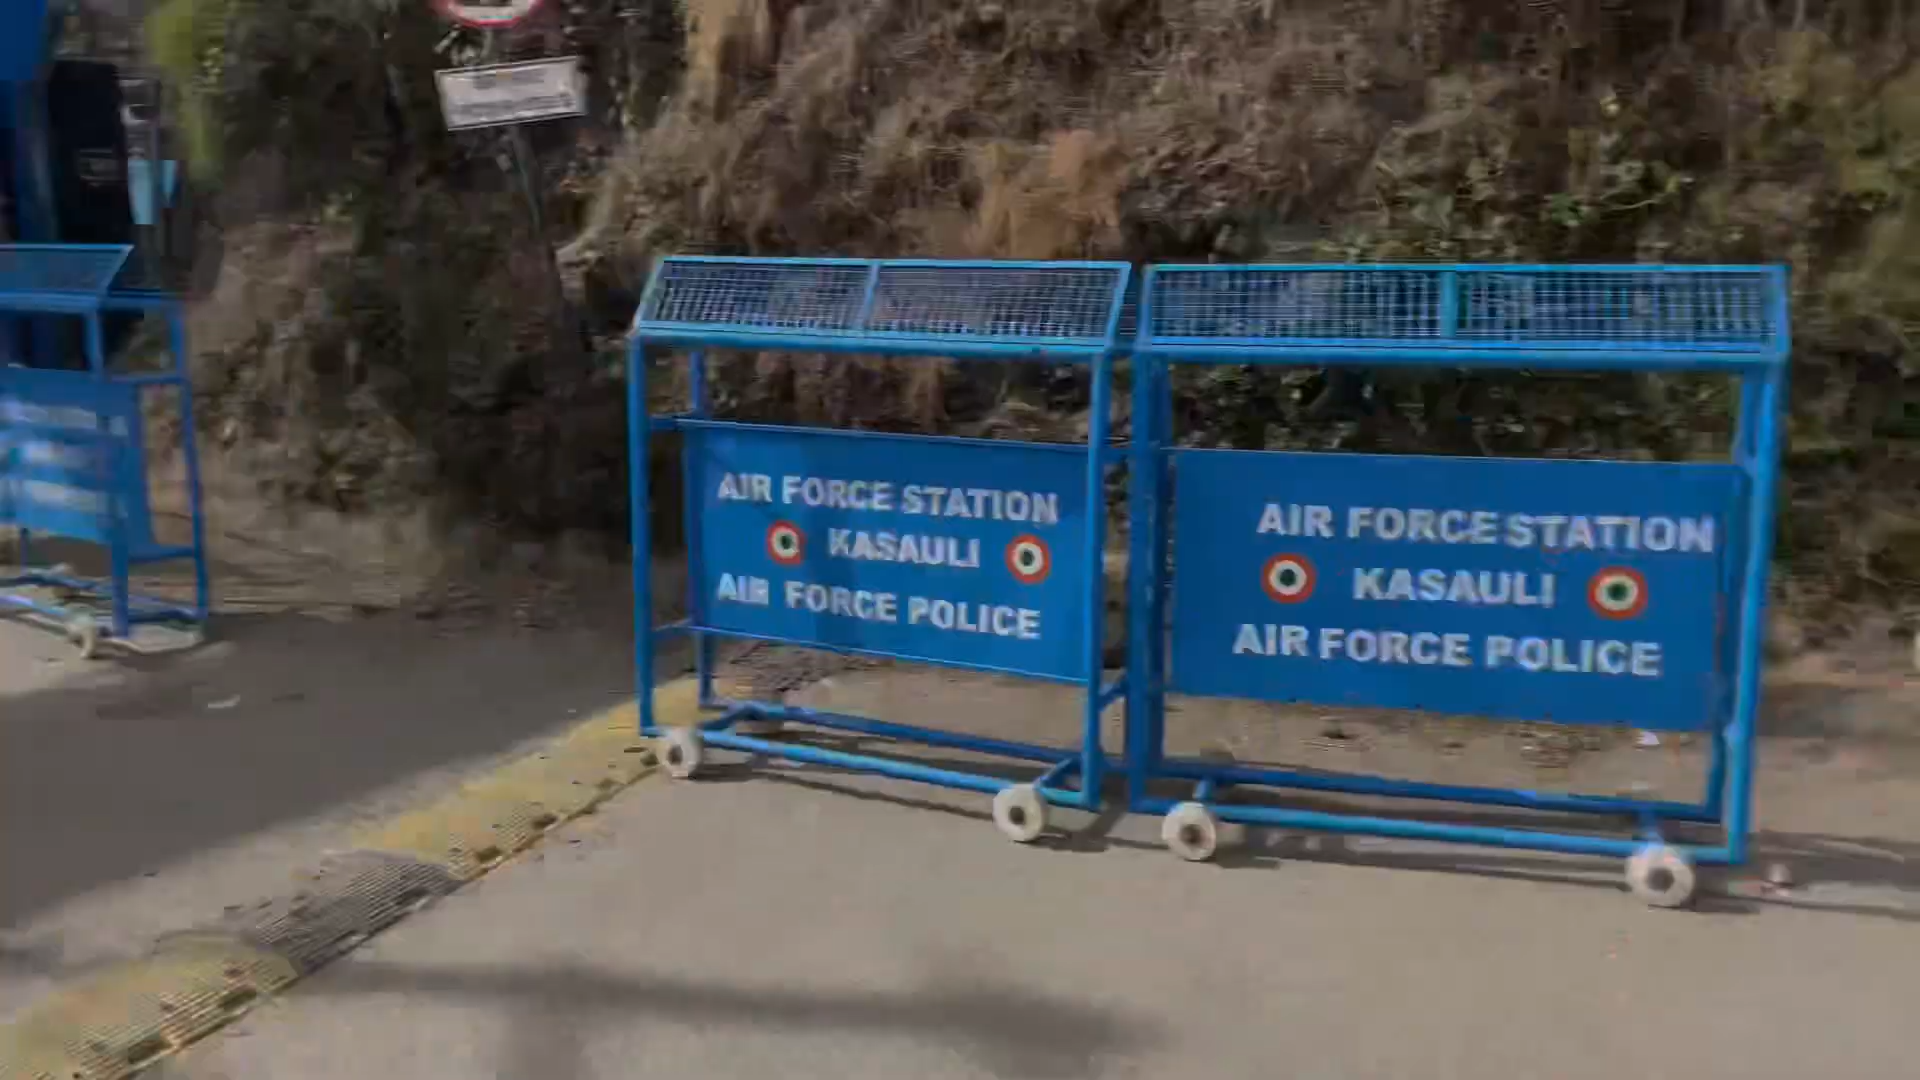 AIR FORCE STATION
KASAULI
AIR FORCE POLICE
AIR FORCE STATION
KASAULI
AIR FORCE POLICE